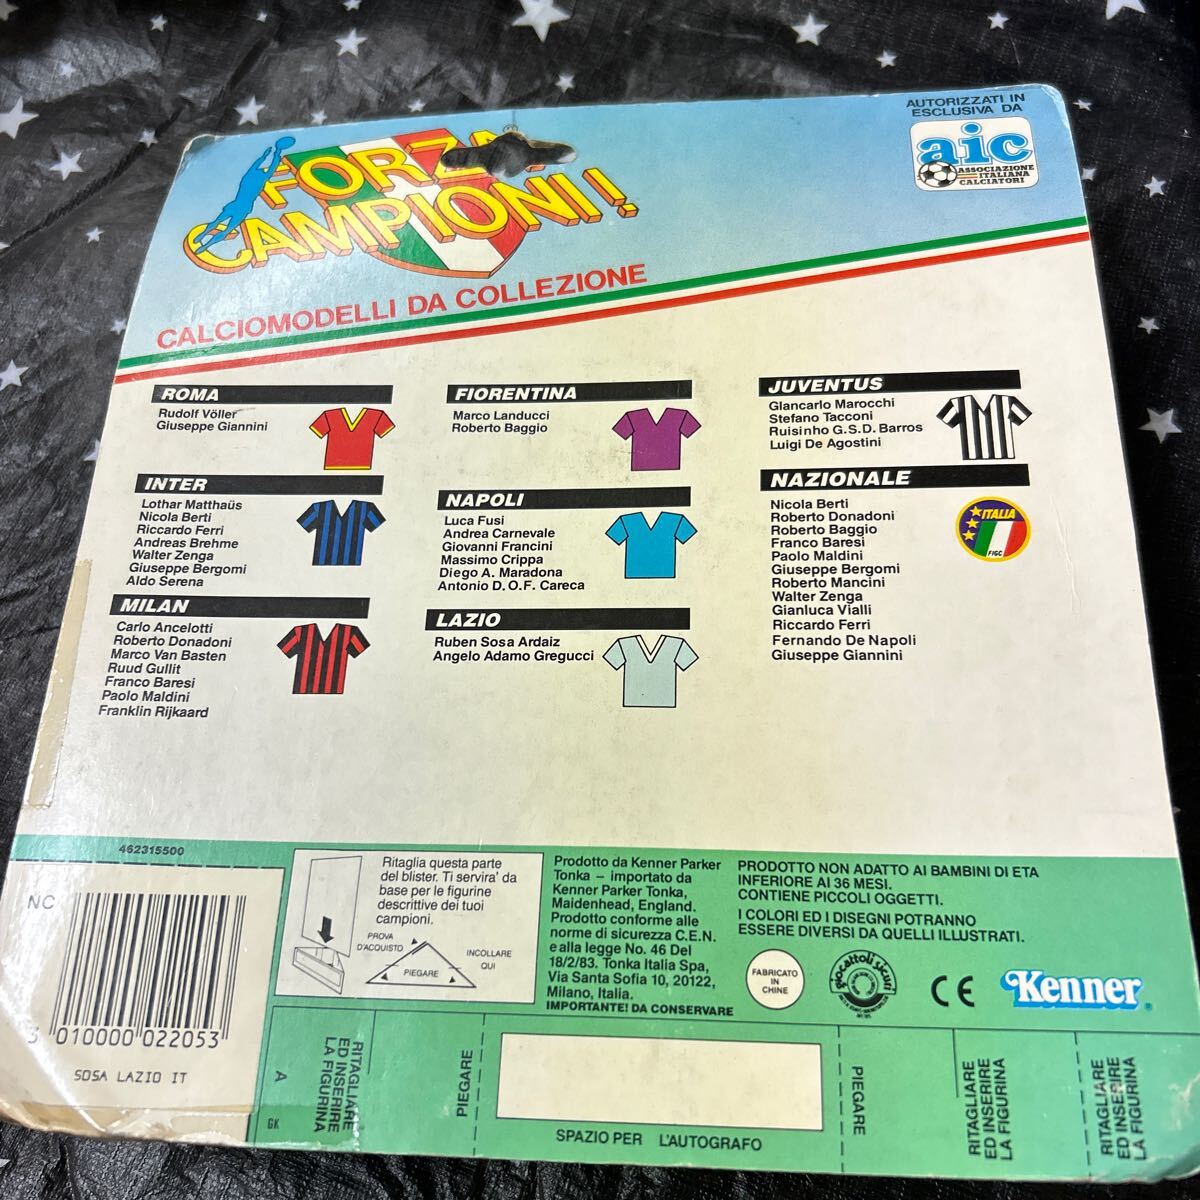 FORZA
CAMPIONI!
CALCIOMODELLI DA COLLEZIONE
AUTORIZZATI IN
ESCLUSIVA DA
aic
ASSOCIAZIONE
ITALIANA
CALCIATORI
ROMA
Rudolf Völler
Giuseppe Giannini
INTER
Lothar Matthaüs
Nicola Berti
Riccardo Ferri
Andreas Brehme
Walter Zenga
Giuseppe Bergomi
Aldo Serena
MILAN
Carlo Ancelotti
Roberto Donadoni
Marco Van Basten
Ruud Gullit
Franco Baresi
Paolo Maldini
Franklin Rijkaard
FIORENTINA
Marco Landucci
Roberto Baggio
NAPOLI
Luca Fusi
Andrea Carnevale
Giovanni Francini
Massimo Crippa
Diego A. Maradona
Antonio D. O. F. Careca
LAZIO
Ruben Sosa Ardaiz
Angelo Adamo Gregucci
JUVENTUS
Giancarlo Marocchi
Stefano Tacconi
Ruisinho G.S.D. Barros
Luigi De Agostini
NAZIONALE
Nicola Berti
Roberto Donadoni
Roberto Baggio
Franco Baresi
Paolo Maldini
Giuseppe Bergomi
Roberto Mancini
Walter Zenga
Gianluca Vialli
Riccardo Ferri
Fernando De Napoli
Giuseppe Giannini
ITALIA
FIGC
462315500
NC
3 010000 022053
SOSA LAZIO IT
Ritaglia questa parte
del blister. Ti servira' da
base per le figurine
descrittive dei tuoi
campioni.
PROVA
D'ACQUISTO
PIEGARE
INCOLLARE
QUI
Prodotto da Kenner Parker
Tonka – importato da
Kenner Parker Tonka,
Maidenhead, England.
Prodotto conforme alle
norme di sicurezza C.E.N.
e alla legge No. 46 Del
18/2/83. Tonka Italia Spa,
Via Santa Sofia 10, 20122,
Milano, Italia.
IMPORTANTE! DA CONSERVARE
PRODOTTO NON ADATTO AI BAMBINI DI ETA
INFERIORE AI 36 MESI.
CONTIENE PICCOLI OGGETTI.
I COLORI ED I DISEGNI POTRANNO
ESSERE DIVERSI DA QUELLI ILLUSTRATI.
FABRICATO
IN
CHINE
giocattoli sicuri
CE
Kenner
A
GK
RITAGLIARE
ED INSERIRE
LA FIGURINA
PIEGARE
SPAZIO PER L'AUTOGRAFO
PIEGARE
RITAGLIARE
ED INSERIRE
LA FIGURINA
RITAGLIARE
ED INSERIRE
LA FIGURINA